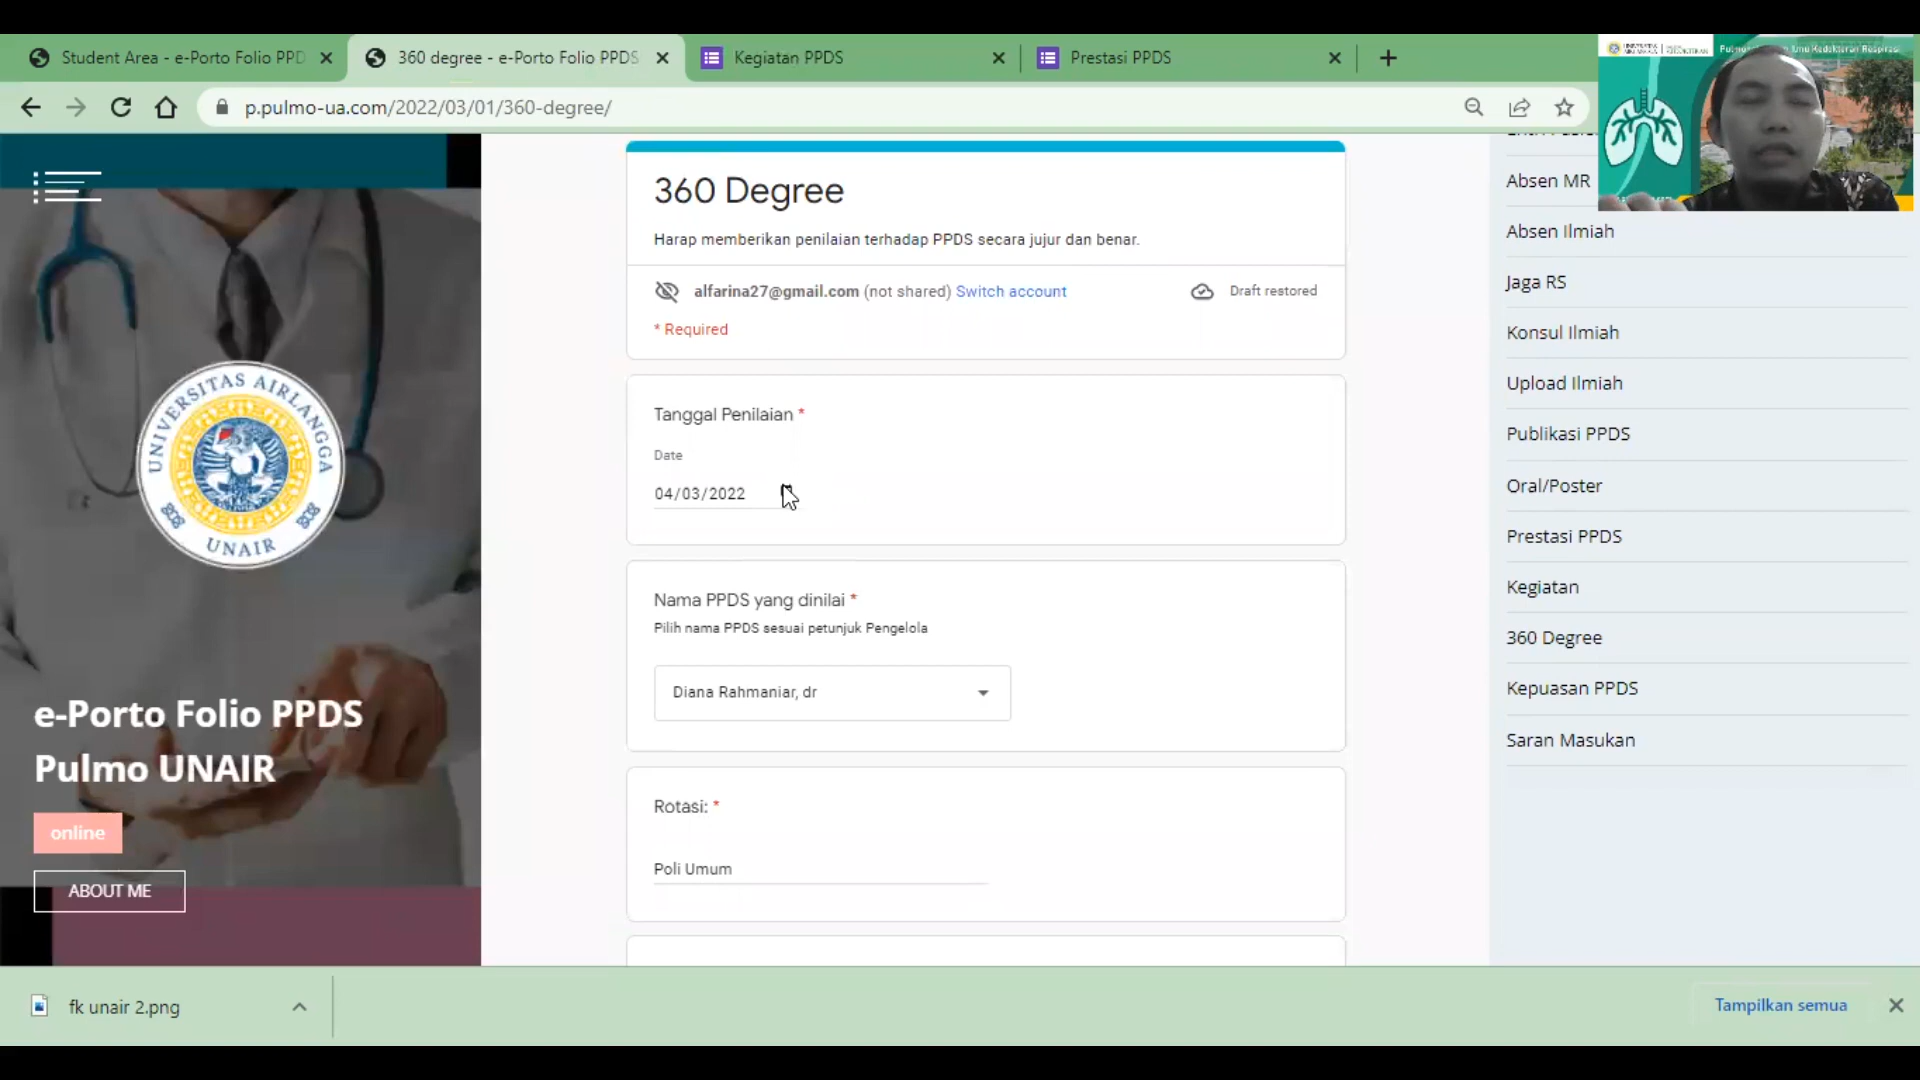 Student Area - e-Porto Folio PPD
360 degree - e-Porto Folio PPDS
Kegiatan PPDS
Prestasi PPDS
p.pulmo-ua.com/2022/03/01/360-degree/
UNIVERSITAS AIRLANGGA
UNAIR
e-Porto Folio PPDS
Pulmo UNAIR
online
ABOUT ME
360 Degree
Harap memberikan penilaian terhadap PPDS secara jujur dan benar.
alfarina27@gmail.com (not shared) Switch account
Draft restored
* Required
Tanggal Penilaian *
Date
04/03/2022
Nama PPDS yang dinilai *
Pilih nama PPDS sesuai petunjuk Pengelola
Diana Rahmaniar, dr
Rotasi: *
Poli Umum
Absen MR
Absen Ilmiah
Jaga RS
Konsul Ilmiah
Upload Ilmiah
Publikasi PPDS
Oral/Poster
Prestasi PPDS
Kegiatan
360 Degree
Kepuasan PPDS
Saran Masukan
fk unair 2.png
Tampilkan semua